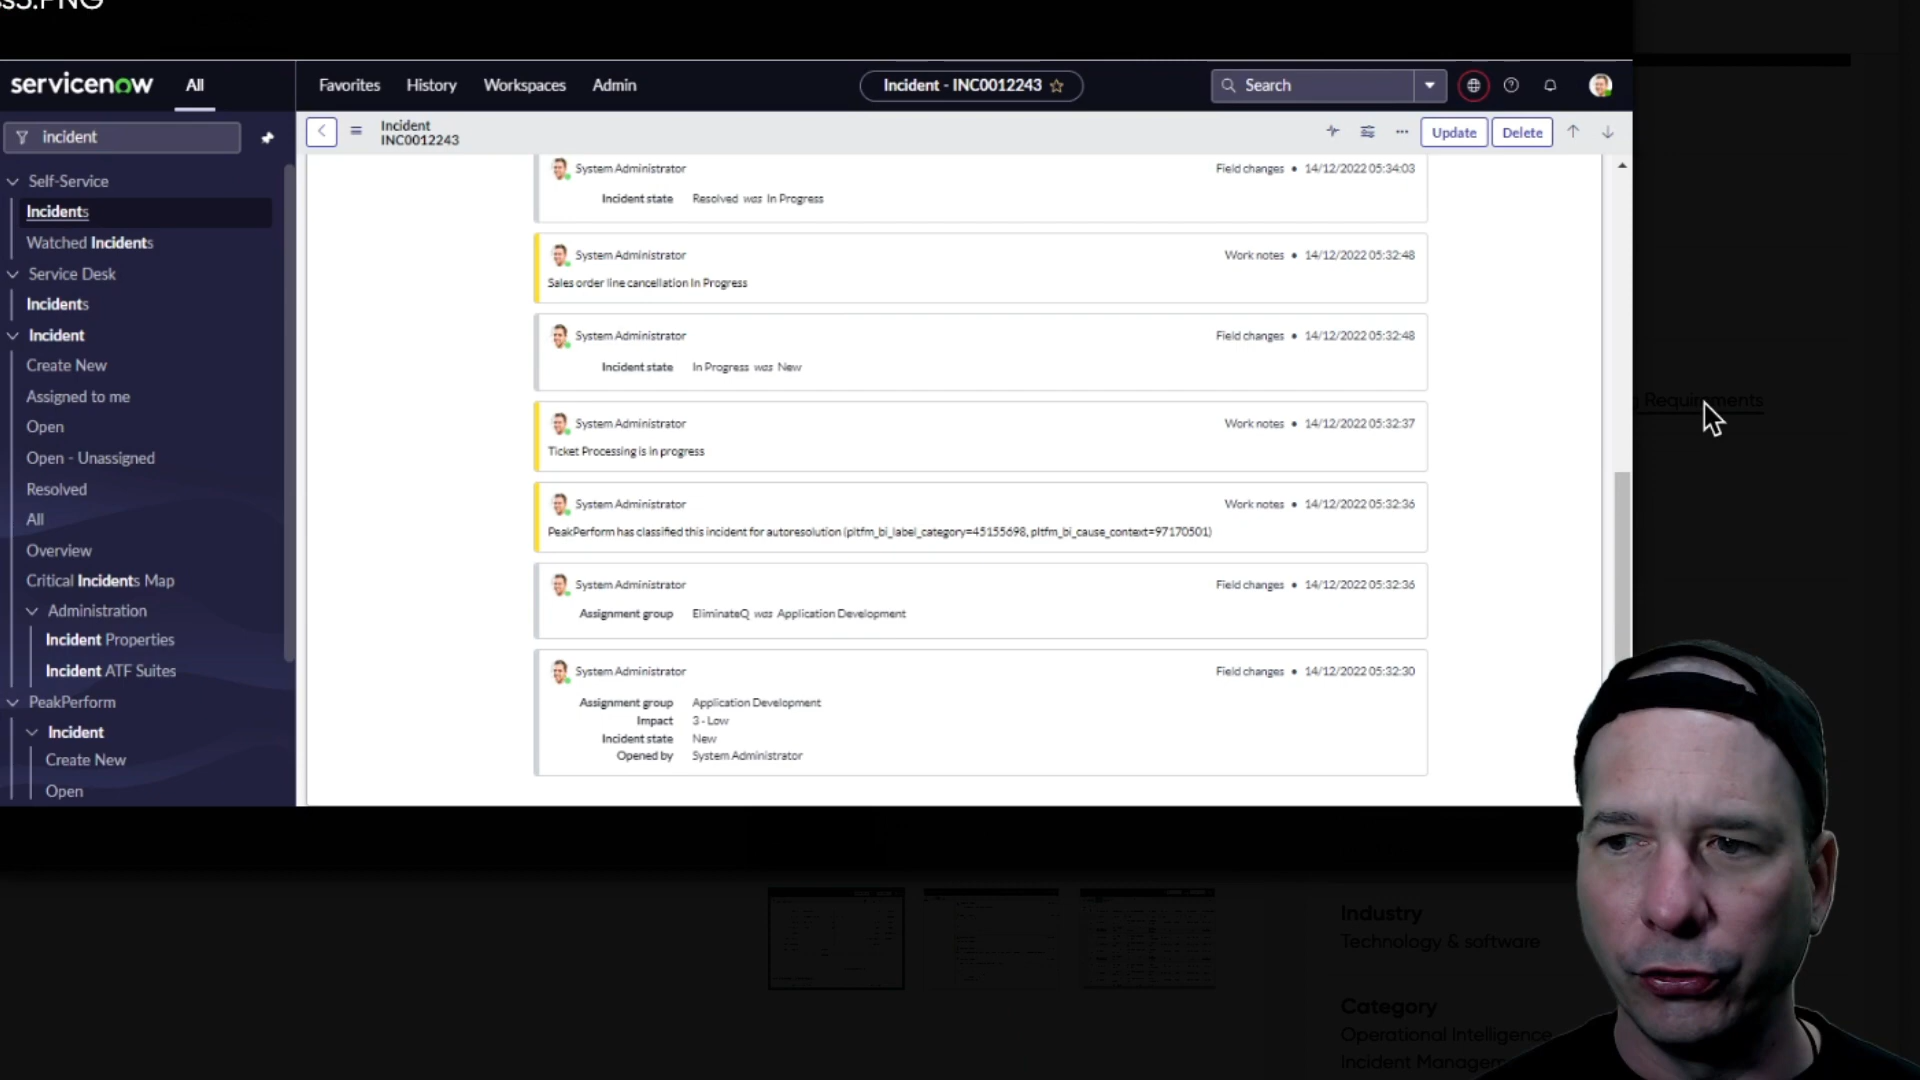 ss3.PNG
servicenow All Favorites History Workspaces Admin Incident - INC0012243 Search
incident
Incident
INC0012243
Update Delete
Self-Service
Incidents
Watched Incidents
Service Desk
Incidents
Incident
Create New
Assigned to me
Open
Open - Unassigned
Resolved
All
Overview
Critical Incidents Map
Administration
Incident Properties
Incident ATF Suites
PeakPerform
Incident
Create New
Open
System Administrator Field changes • 14/12/2022 05:34:03
Incident state Resolved was In Progress
System Administrator Work notes • 14/12/2022 05:32:48
Sales order line cancellation In Progress
System Administrator Field changes • 14/12/2022 05:32:48
Incident state In Progress was New
System Administrator Work notes • 14/12/2022 05:32:37
Ticket Processing is in progress
System Administrator Work notes • 14/12/2022 05:32:36
PeakPerform has classified this incident for autoresolution (pltfm_bi_label_category=45155698, pltfm_bi_cause_context=97170501)
System Administrator Field changes • 14/12/2022 05:32:36
Assignment group EliminateQ was Application Development
System Administrator Field changes • 14/12/2022 05:32:30
Assignment group Application Development
Impact 3 - Low
Incident state New
Opened by System Administrator
Requirements
Industry
Technology & software
Category
Operational Intelligence
Incident